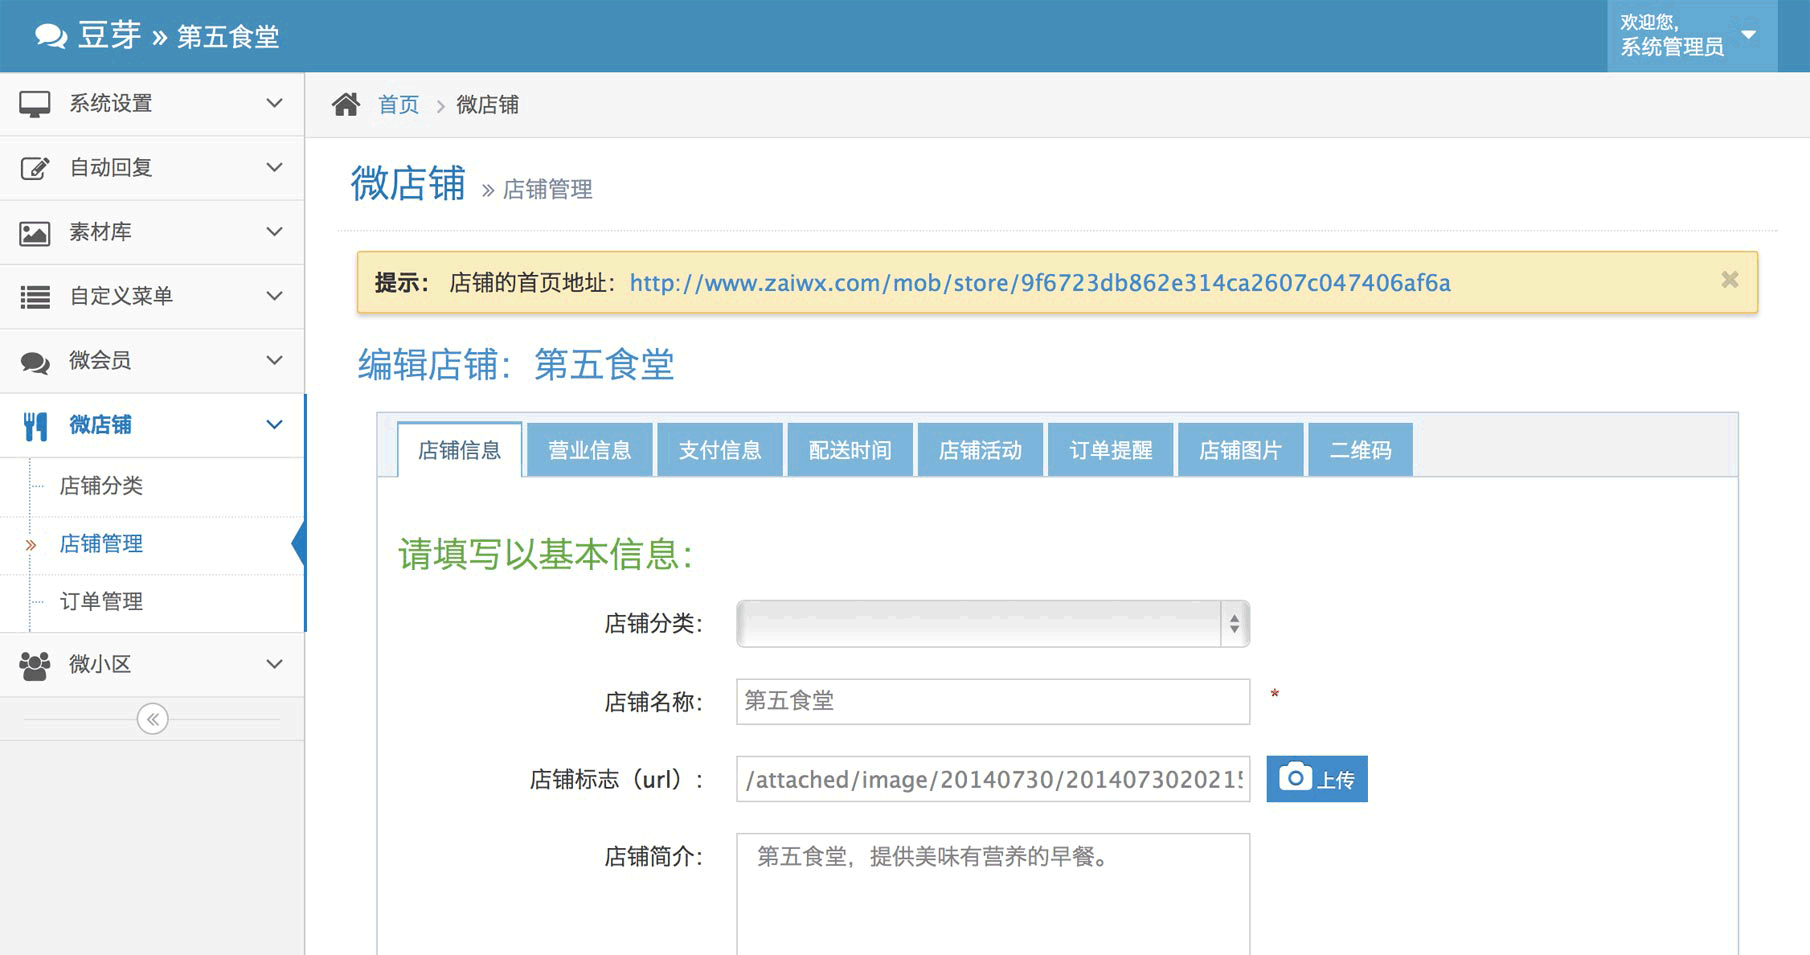 豆芽 » 第五食堂
欢迎您,
系统管理员
系统设置
自动回复
素材库
自定义菜单
微会员
微店铺
店铺分类
» 店铺管理
订单管理
微小区
«
首页 > 微店铺
微店铺 » 店铺管理
提示： 店铺的首页地址：http://www.zaiwx.com/mob/store/9f6723db862e314ca2607c047406af6a ×
编辑店铺：第五食堂
店铺信息 营业信息 支付信息 配送时间 店铺活动 订单提醒 店铺图片 二维码
请填写以基本信息：
店铺分类：
店铺名称： 第五食堂 *
店铺标志（url）： /attached/image/20140730/2014073020215 上传
店铺简介： 第五食堂，提供美味有营养的早餐。